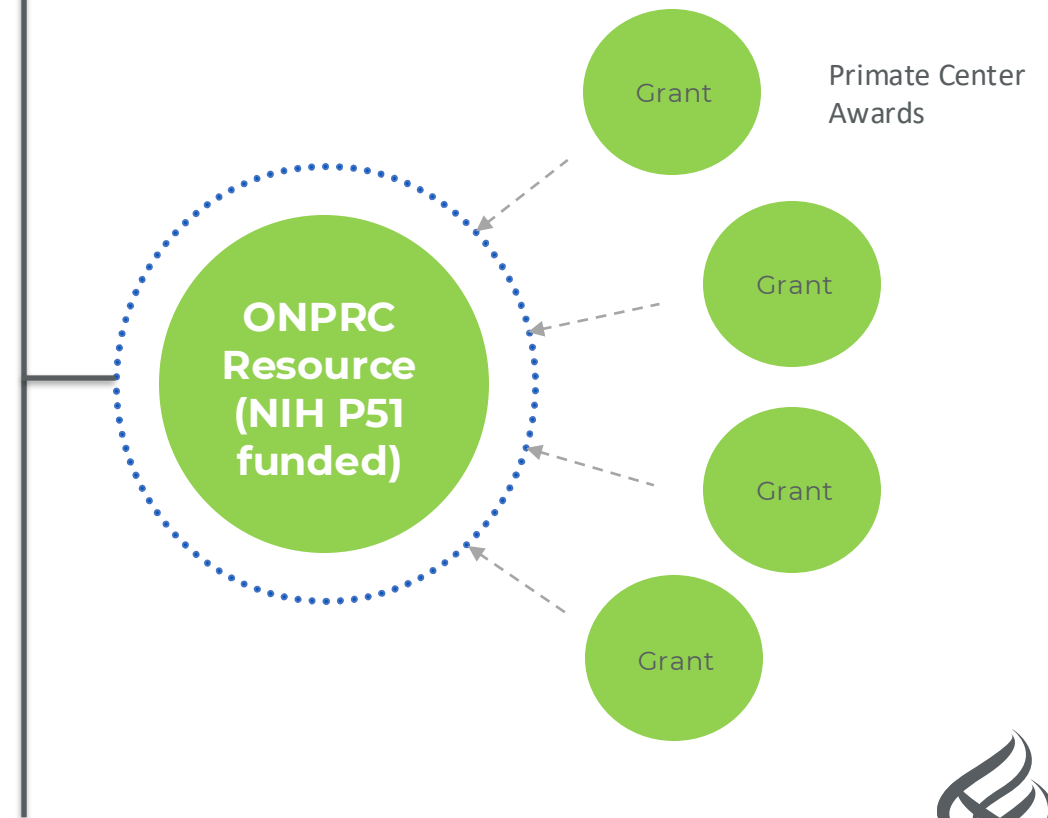 Grant
Primate Center
Awards
Grant
ONPRC
Resource
(NIH P51
funded)
Grant
Grant